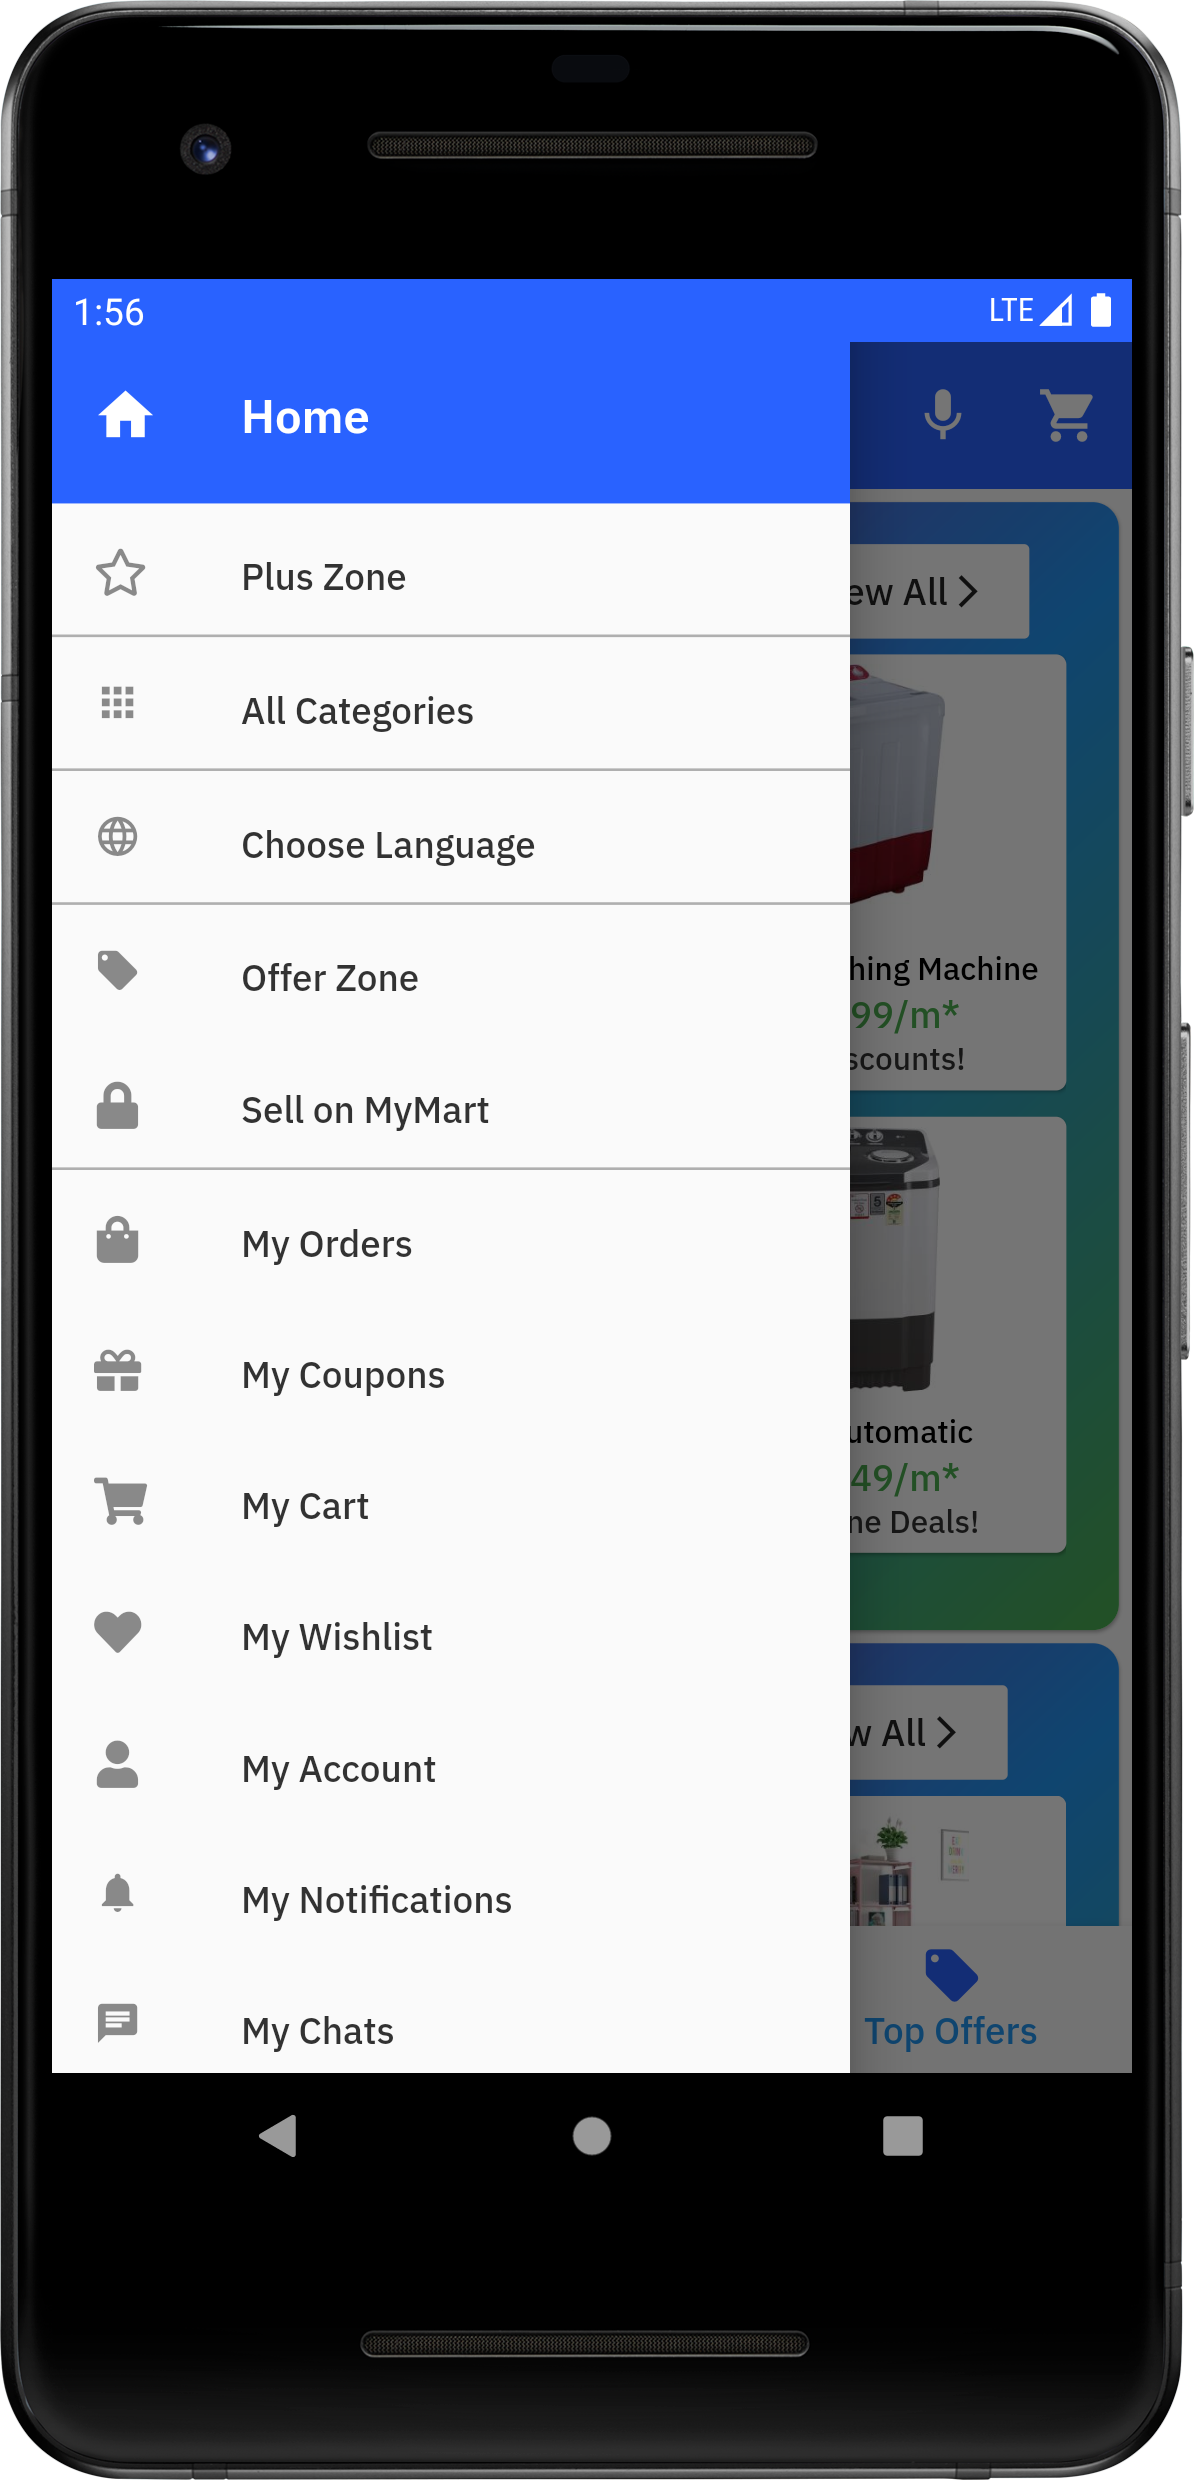 1:56
LTE
Home
Plus Zone
All Categories
Choose Language
Offer Zone
Sell on MyMart
My Orders
My Coupons
My Cart
My Wishlist
My Account
My Notifications
My Chats
ew All
hing Machine
99/m*
scounts!
5
utomatic
49/m*
ne Deals!
w All
Top Offers